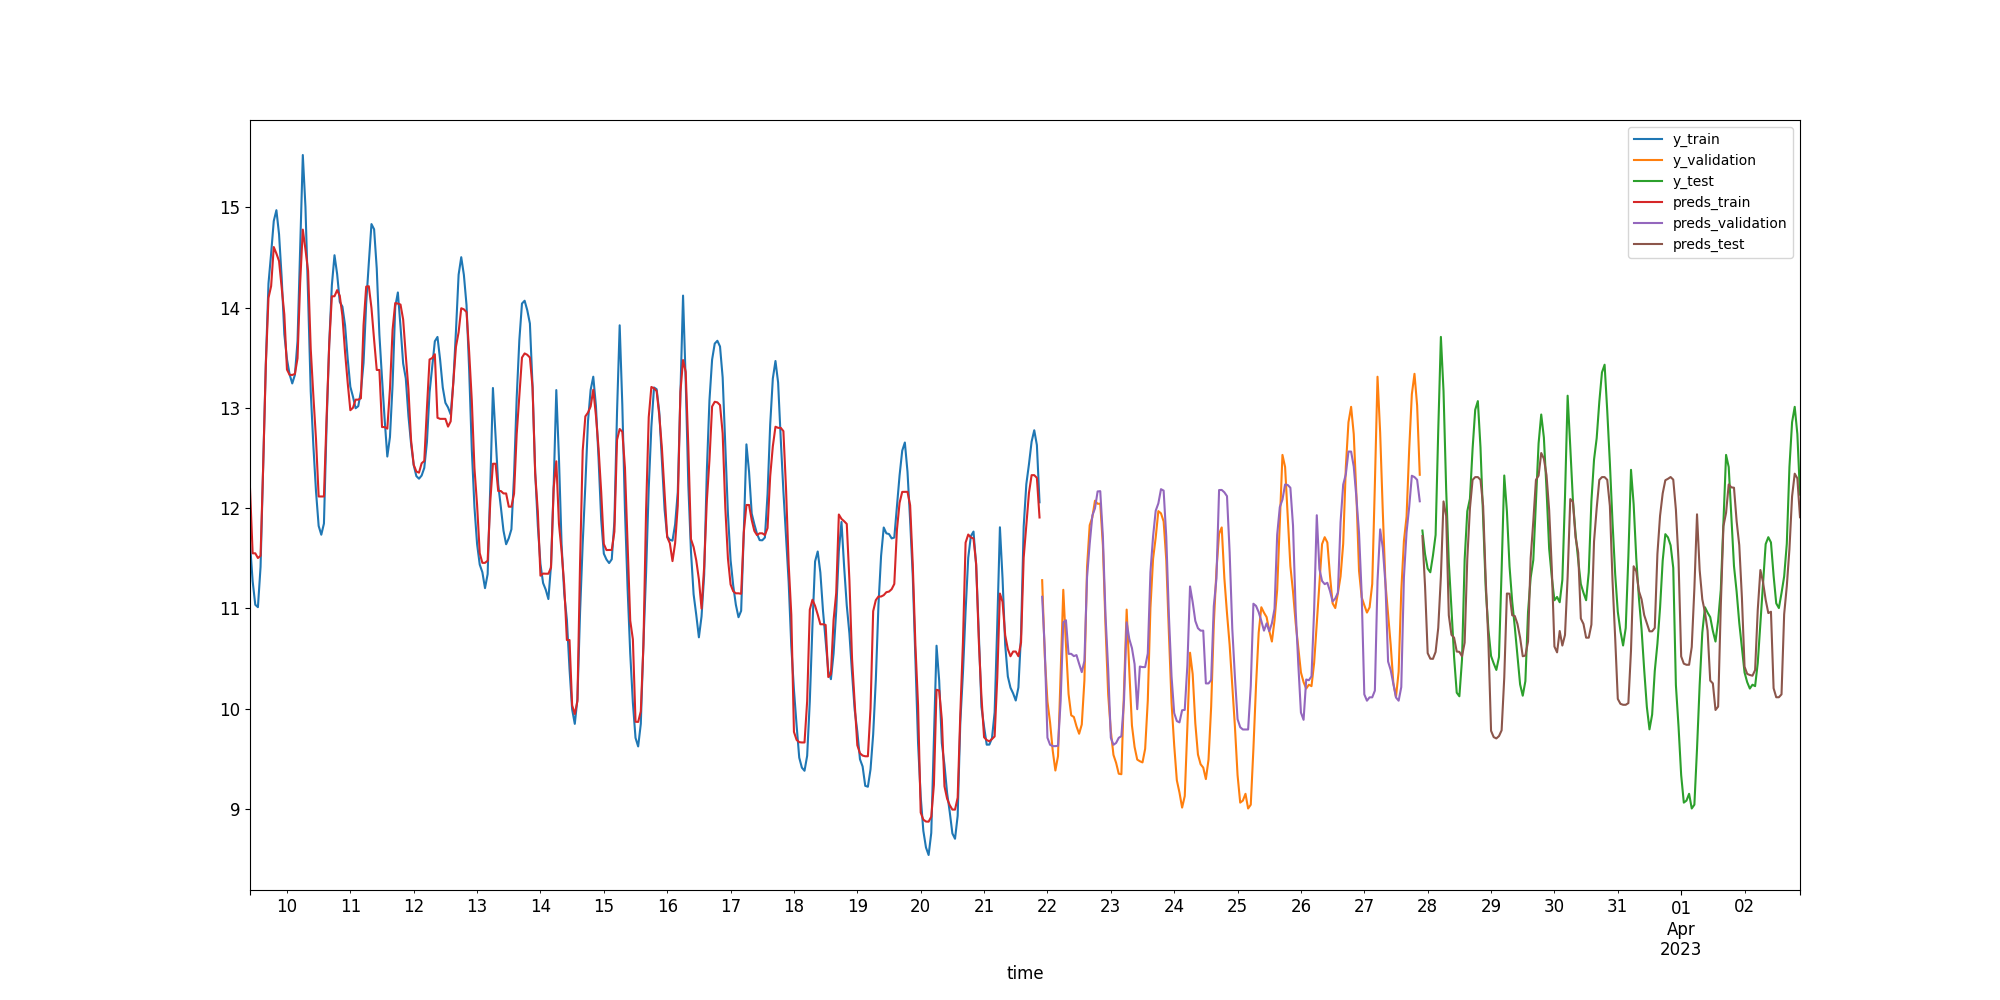 y_train
y_validation
y_test
preds_train
preds_validation
preds_test
15
14
13
12
11
10
9
10 11 12 13 14 15 16 17 18 19 20 21 22 23 24 25 26 27 28 29 30 31 01 02
Apr
2023
time